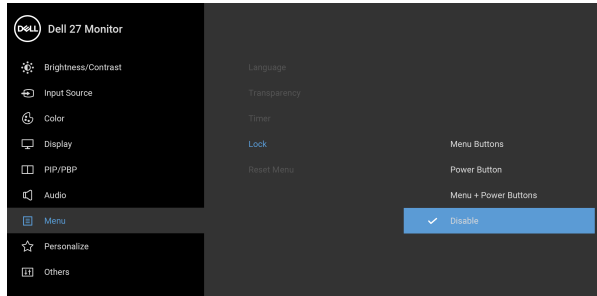 DELL
Dell 27 Monitor
Brightness/Contrast
Input Source
Color
Display
PIP/PBP
Audio
Menu
Personalize
Others
Language
Transparency
Timer
Lock
Reset Menu
Menu Buttons
Power Button
Menu + Power Buttons
Disable